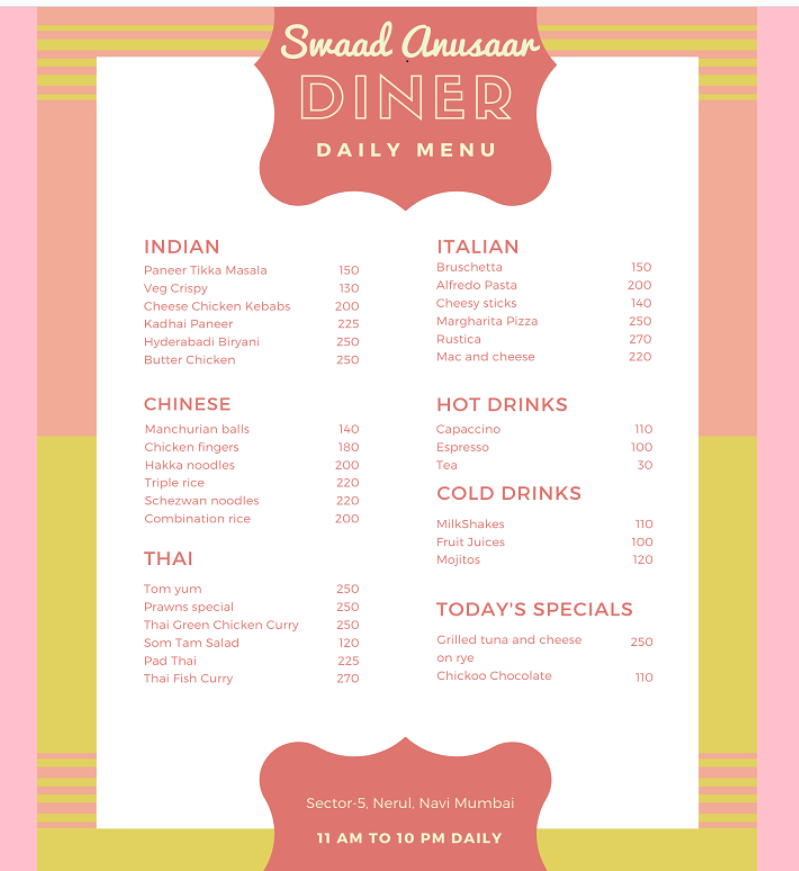 Swaad Anusaar
DINER
DAILY MENU
INDIAN
Paneer Tikka Masala 150
Veg Crispy 130
Cheese Chicken Kebabs 200
Kadhai Paneer 225
Hyderabadi Biryani 250
Butter Chicken 250
CHINESE
Manchurian balls 140
Chicken fingers 180
Hakka noodles 200
Triple rice 220
Schezwan noodles 220
Combination rice 200
THAI
Tom yum 250
Prawns special 250
Thai Green Chicken Curry 250
Som Tam Salad 120
Pad Thai 225
Thai Fish Curry 270
ITALIAN
Bruschetta 150
Alfredo Pasta 200
Cheesy sticks 140
Margharita Pizza 250
Rustica 270
Mac and cheese 220
HOT DRINKS
Capaccino 110
Espresso 100
Tea 30
COLD DRINKS
MilkShakes 110
Fruit Juices 100
Mojitos 120
TODAY'S SPECIALS
Grilled tuna and cheese 250
on rye
Chickoo Chocolate 110
Sector-5, Nerul, Navi Mumbai
11 AM TO 10 PM DAILY